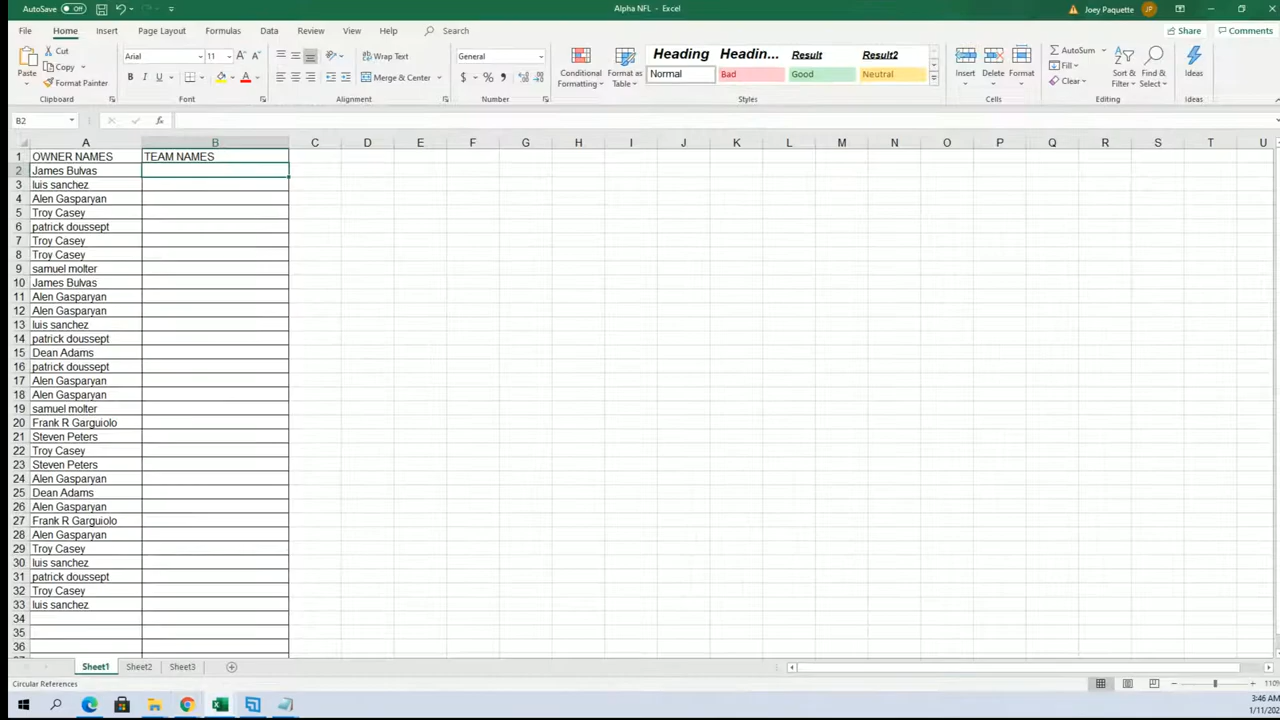 AutoSave Off Alpha NFL - Excel Joey Paquette JP
File Home Insert Page Layout Formulas Data Review View Help Search Share Comments
Cut Arial 11 A A Wrap Text General Heading Headin... Result Result2 AutoSum
Paste Copy Conditional Formatting Format as Table Insert Delete Format Fill Sort & Filter Find & Select Ideas
Format Painter B I U A Merge & Center $ % Normal Bad Good Neutral Clear
Clipboard Font Alignment Number Styles Cells Editing Ideas
B2 fx
A B C D E F G H I J K L M N O P Q R S T U
1 OWNER NAMES TEAM NAMES
2 James Bulvas
3 luis sanchez
4 Alen Gasparyan
5 Troy Casey
6 patrick doussept
7 Troy Casey
8 Troy Casey
9 samuel molter
10 James Bulvas
11 Alen Gasparyan
12 Alen Gasparyan
13 luis sanchez
14 patrick doussept
15 Dean Adams
16 patrick doussept
17 Alen Gasparyan
18 Alen Gasparyan
19 samuel molter
20 Frank R Garguiolo
21 Steven Peters
22 Troy Casey
23 Steven Peters
24 Alen Gasparyan
25 Dean Adams
26 Alen Gasparyan
27 Frank R Garguiolo
28 Alen Gasparyan
29 Troy Casey
30 luis sanchez
31 patrick doussept
32 Troy Casey
33 luis sanchez
34
35
36
Sheet1 Sheet2 Sheet3
Circular References 110%
3:46 AM
1/11/202